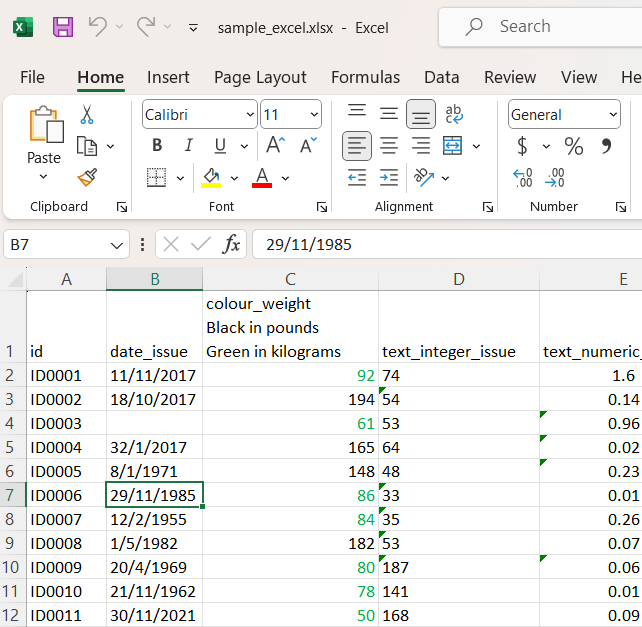 sample_excel.xlsx - Excel
Search
File Home Insert Page Layout Formulas Data Review View He
Paste
Calibri 11
General
B I U A A
ab
$ % 9
A
.00 .00
Clipboard Font Alignment Number
B7 fx 29/11/1985
A B C D E
colour_weight
Black in pounds
Green in kilograms
1 id date_issue text_integer_issue text_numeric_
2 ID0001 11/11/2017 92 74 1.6
3 ID0002 18/10/2017 194 54 0.14
4 ID0003 61 53 0.96
5 ID0004 32/1/2017 165 64 0.02
6 ID0005 8/1/1971 148 48 0.23
7 ID0006 29/11/1985 86 33 0.01
8 ID0007 12/2/1955 84 35 0.26
9 ID0008 1/5/1982 182 53 0.07
10 ID0009 20/4/1969 80 187 0.06
11 ID0010 21/11/1962 78 141 0.01
12 ID0011 30/11/2021 50 168 0.09